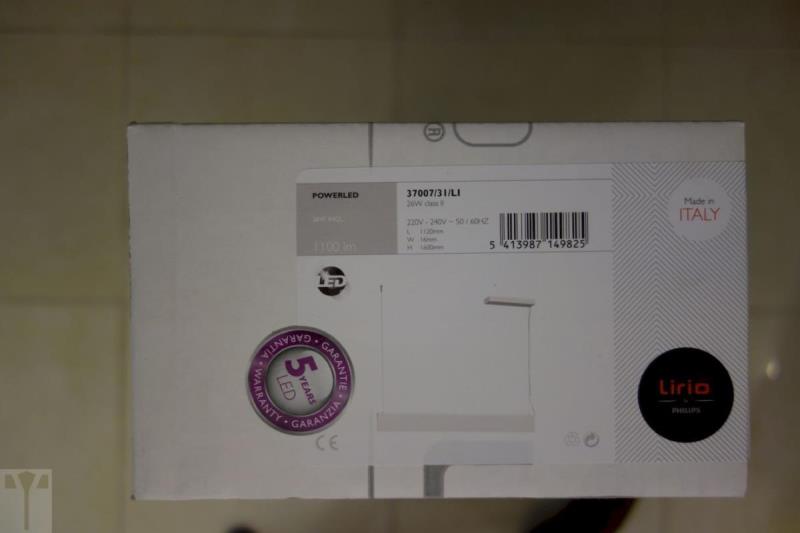 ®
POWERLED
37007/31/LI
26W class II
1100 lm
220V - 240V ~ 50 / 60HZ
L 1120mm
W 16mm
H 1600mm
5 413987 149825
Made in
ITALY
LED
GARANTIE • GARANZIA • WARRANTY • GARANTIA •
5
YEARS
LED
CE
Lirio
by
PHILIPS